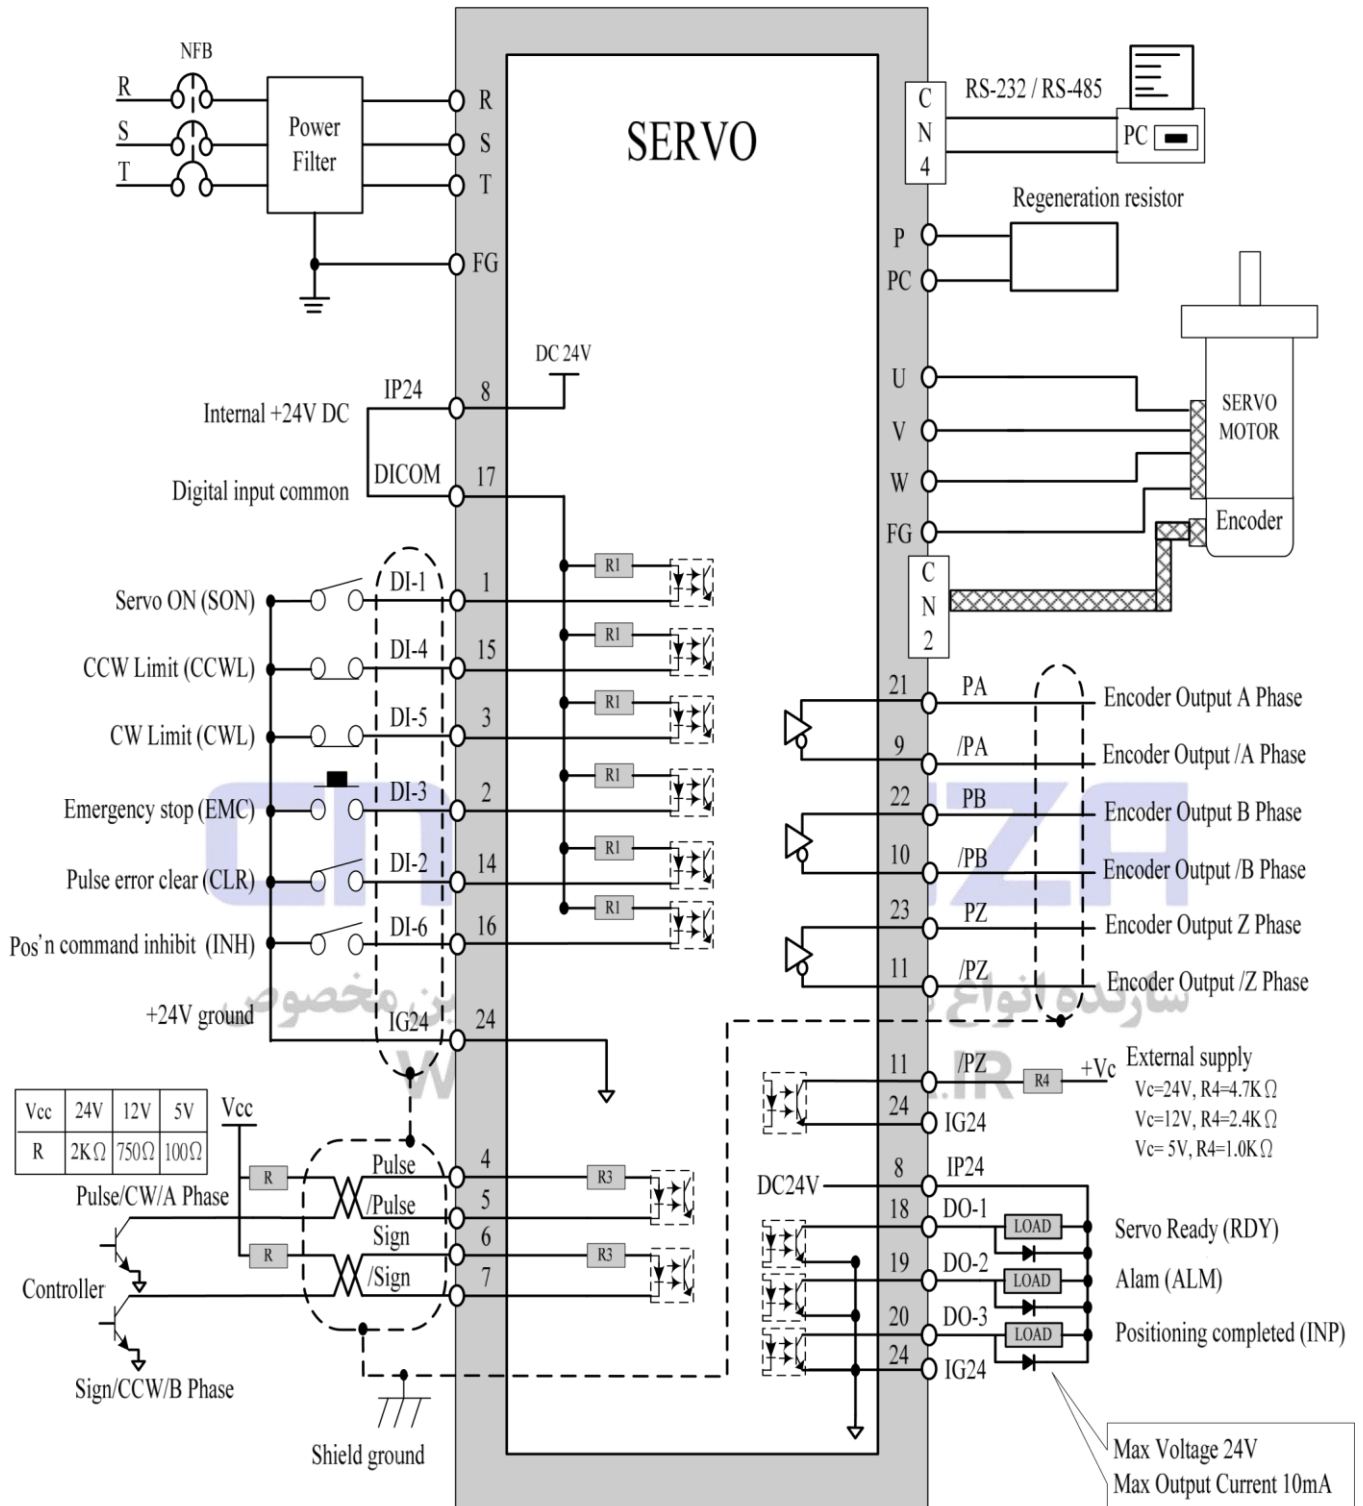 SERVO
NFB
R
S
T
Power
Filter
R
S
T
FG
DC 24V
IP24
8
Internal +24V DC
DICOM
17
Digital input common
Servo ON (SON)
DI-1
1
R1
CCW Limit (CCWL)
DI-4
15
R1
CW Limit (CWL)
DI-5
3
R1
Emergency stop (EMC)
DI-3
2
R1
Pulse error clear (CLR)
DI-2
14
R1
Pos'n command inhibit (INH)
DI-6
16
R1
+24V ground
IG24
24
Vcc 24V 12V 5V
R 2KΩ 750Ω 100Ω
Vcc
R
Pulse
4
R3
Pulse/CW/A Phase
/Pulse
5
R
Sign
6
R3
/Sign
7
Controller
Sign/CCW/B Phase
Shield ground
C
N
4
RS-232 / RS-485
PC
Regeneration resistor
P
PC
U
V
W
FG
SERVO
MOTOR
Encoder
C
N
2
21
PA
Encoder Output A Phase
9
/PA
Encoder Output /A Phase
22
PB
Encoder Output B Phase
10
/PB
Encoder Output /B Phase
23
PZ
Encoder Output Z Phase
11
/PZ
Encoder Output /Z Phase
11
/PZ
R4
+Vc
External supply
Vc=24V, R4=4.7KΩ
Vc=12V, R4=2.4KΩ
Vc= 5V, R4=1.0KΩ
24
IG24
DC24V
8
IP24
18
DO-1
LOAD
Servo Ready (RDY)
19
DO-2
LOAD
Alam (ALM)
20
DO-3
LOAD
Positioning completed (INP)
24
IG24
Max Voltage 24V
Max Output Current 10mA
سازنده انواع
مخصوص
.IR